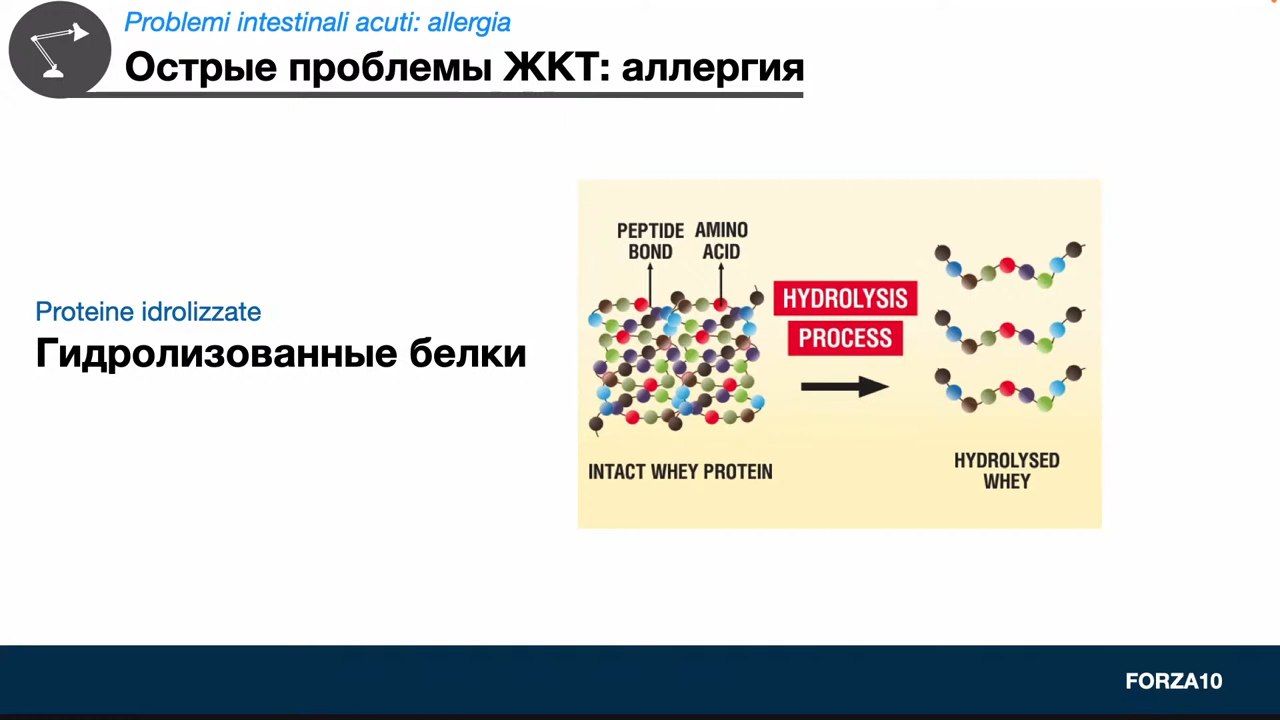 Problemi intestinali acuti: allergia
Острые проблемы ЖКТ: аллергия
Proteine idrolizzate
Гидролизованные белки
PEPTIDE BOND
AMINO ACID
HYDROLYSIS
PROCESS
INTACT WHEY PROTEIN
HYDROLYSED
WHEY
FORZA10